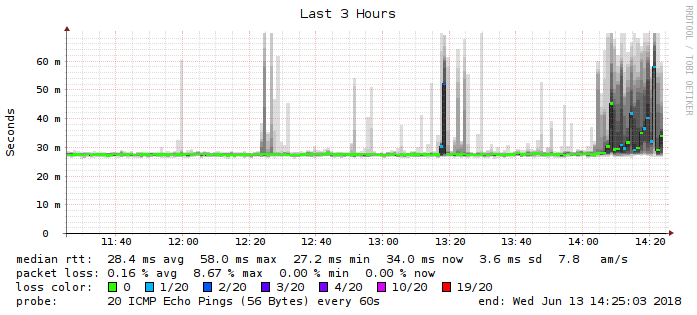 Last 3 Hours
RRDTOOL / TOBI OETIKER
Seconds
60 m
50 m
40 m
30 m
20 m
10 m
0
11:40 12:00 12:20 12:40 13:00 13:20 13:40 14:00 14:20
median rtt: 28.4 ms avg 58.0 ms max 27.2 ms min 34.0 ms now 3.6 ms sd 7.8 am/s
packet loss: 0.16 % avg 8.67 % max 0.00 % min 0.00 % now
loss color: 0 1/20 2/20 3/20 4/20 10/20 19/20
probe: 20 ICMP Echo Pings (56 Bytes) every 60s end: Wed Jun 13 14:25:03 2018